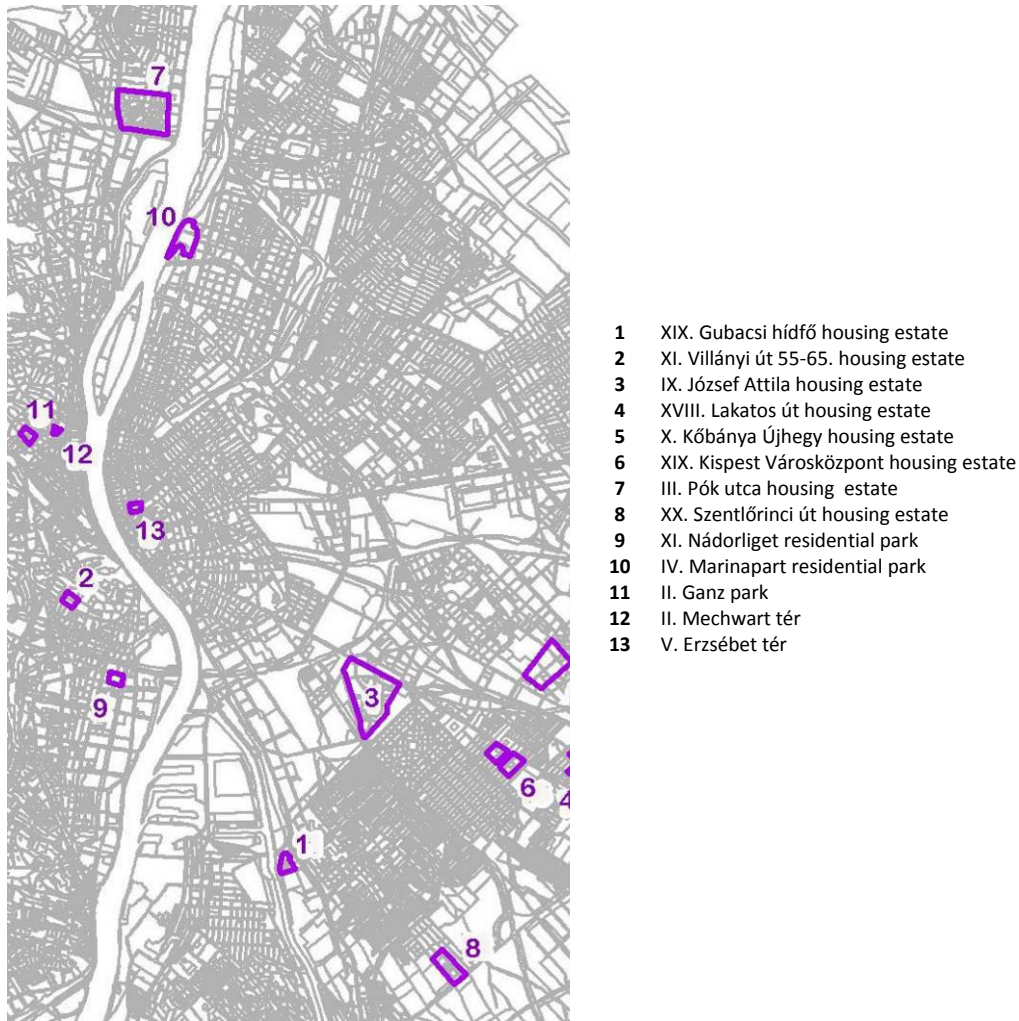 7
10
11
12
13
2
9
3
6
4
1
8
1 XIX. Gubacsi hídfő housing estate
2 XI. Villányi út 55-65. housing estate
3 IX. József Attila housing estate
4 XVIII. Lakatos út housing estate
5 X. Kőbánya Újhegy housing estate
6 XIX. Kispest Városközpont housing estate
7 III. Pók utca housing estate
8 XX. Szentlőrinci út housing estate
9 XI. Nádorliget residential park
10 IV. Marinapart residential park
11 II. Ganz park
12 II. Mechwart tér
13 V. Erzsébet tér